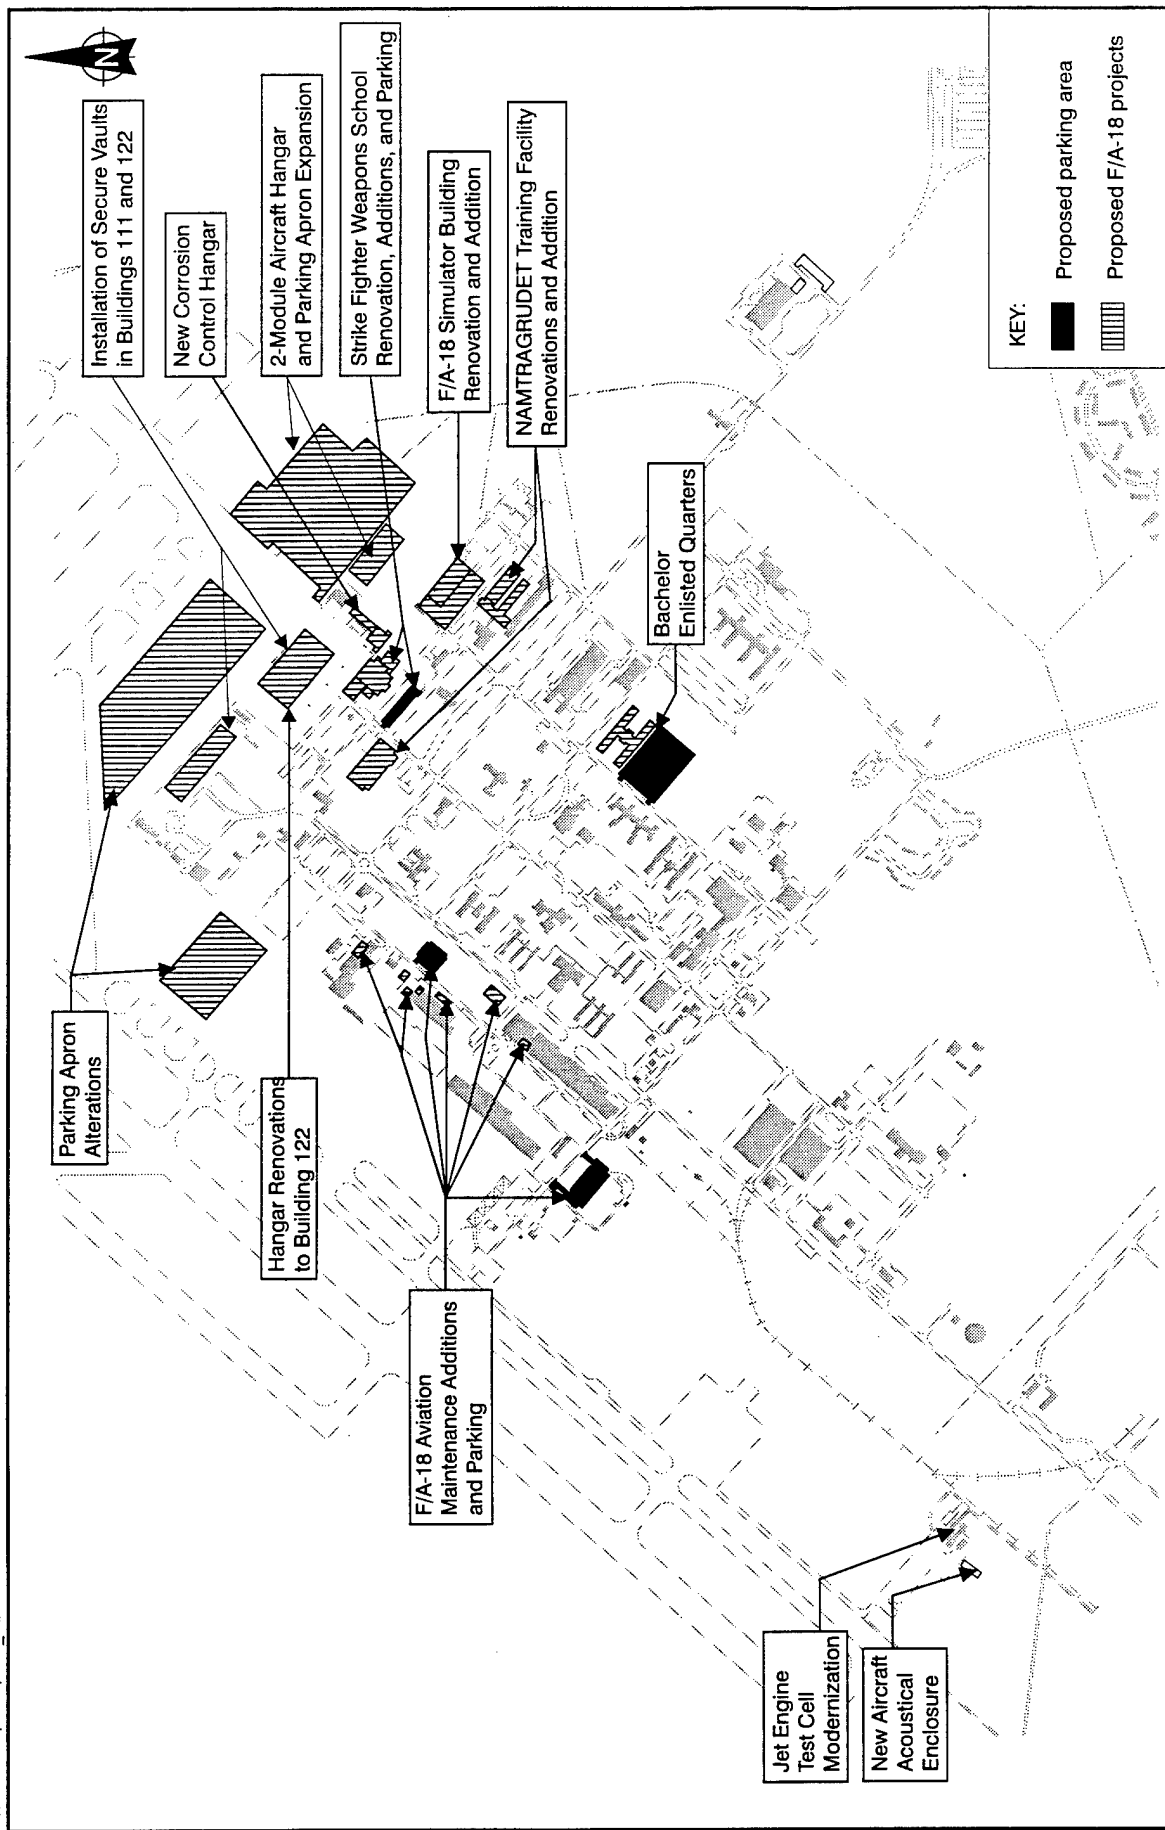 N
Installation of Secure Vaults
in Buildings 111 and 122
New Corrosion
Control Hangar
2-Module Aircraft Hangar
and Parking Apron Expansion
Strike Fighter Weapons School
Renovation, Additions, and Parking
F/A-18 Simulator Building
Renovation and Addition
NAMTRAGRUDET Training Facility
Renovations and Addition
Bachelor
Enlisted Quarters
Parking Apron
Alterations
Hangar Renovations
to Building 122
F/A-18 Aviation
Maintenance Additions
and Parking
Jet Engine
Test Cell
Modernization
New Aircraft
Acoustical
Enclosure
KEY:
Proposed parking area
Proposed F/A-18 projects